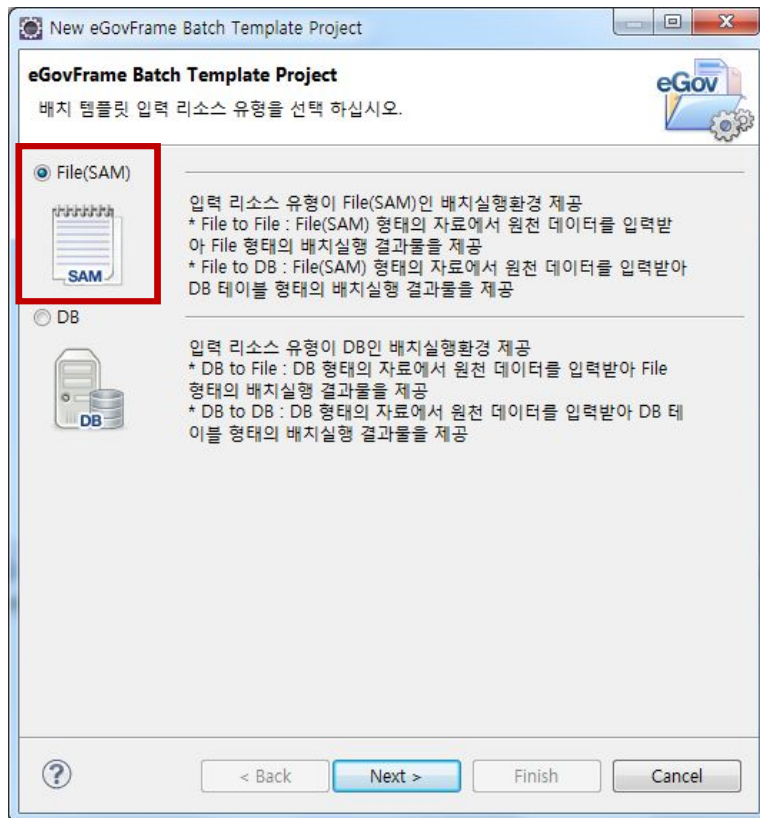 New eGovFrame Batch Template Project
eGovFrame Batch Template Project
배치 템플릿 입력 리소스 유형을 선택 하십시오.
eGov
File(SAM)
SAM
입력 리소스 유형이 File(SAM)인 배치실행환경 제공
* File to File : File(SAM) 형태의 자료에서 원천 데이터를 입력받
아 File 형태의 배치실행 결과물을 제공
* File to DB : File(SAM) 형태의 자료에서 원천 데이터를 입력받아
DB 테이블 형태의 배치실행 결과물을 제공
DB
DB
입력 리소스 유형이 DB인 배치실행환경 제공
* DB to File : DB 형태의 자료에서 원천 데이터를 입력받아 File
형태의 배치실행 결과물을 제공
* DB to DB : DB 형태의 자료에서 원천 데이터를 입력받아 DB 테
이블 형태의 배치실행 결과물을 제공
?
< Back
Next >
Finish
Cancel